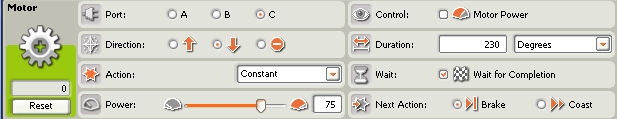 Motor
Port: A B C
Control: Motor Power
Direction:
Duration: 230 Degrees
Action: Constant
Wait: Wait for Completion
0
Reset
Power: 75
Next Action: Brake Coast